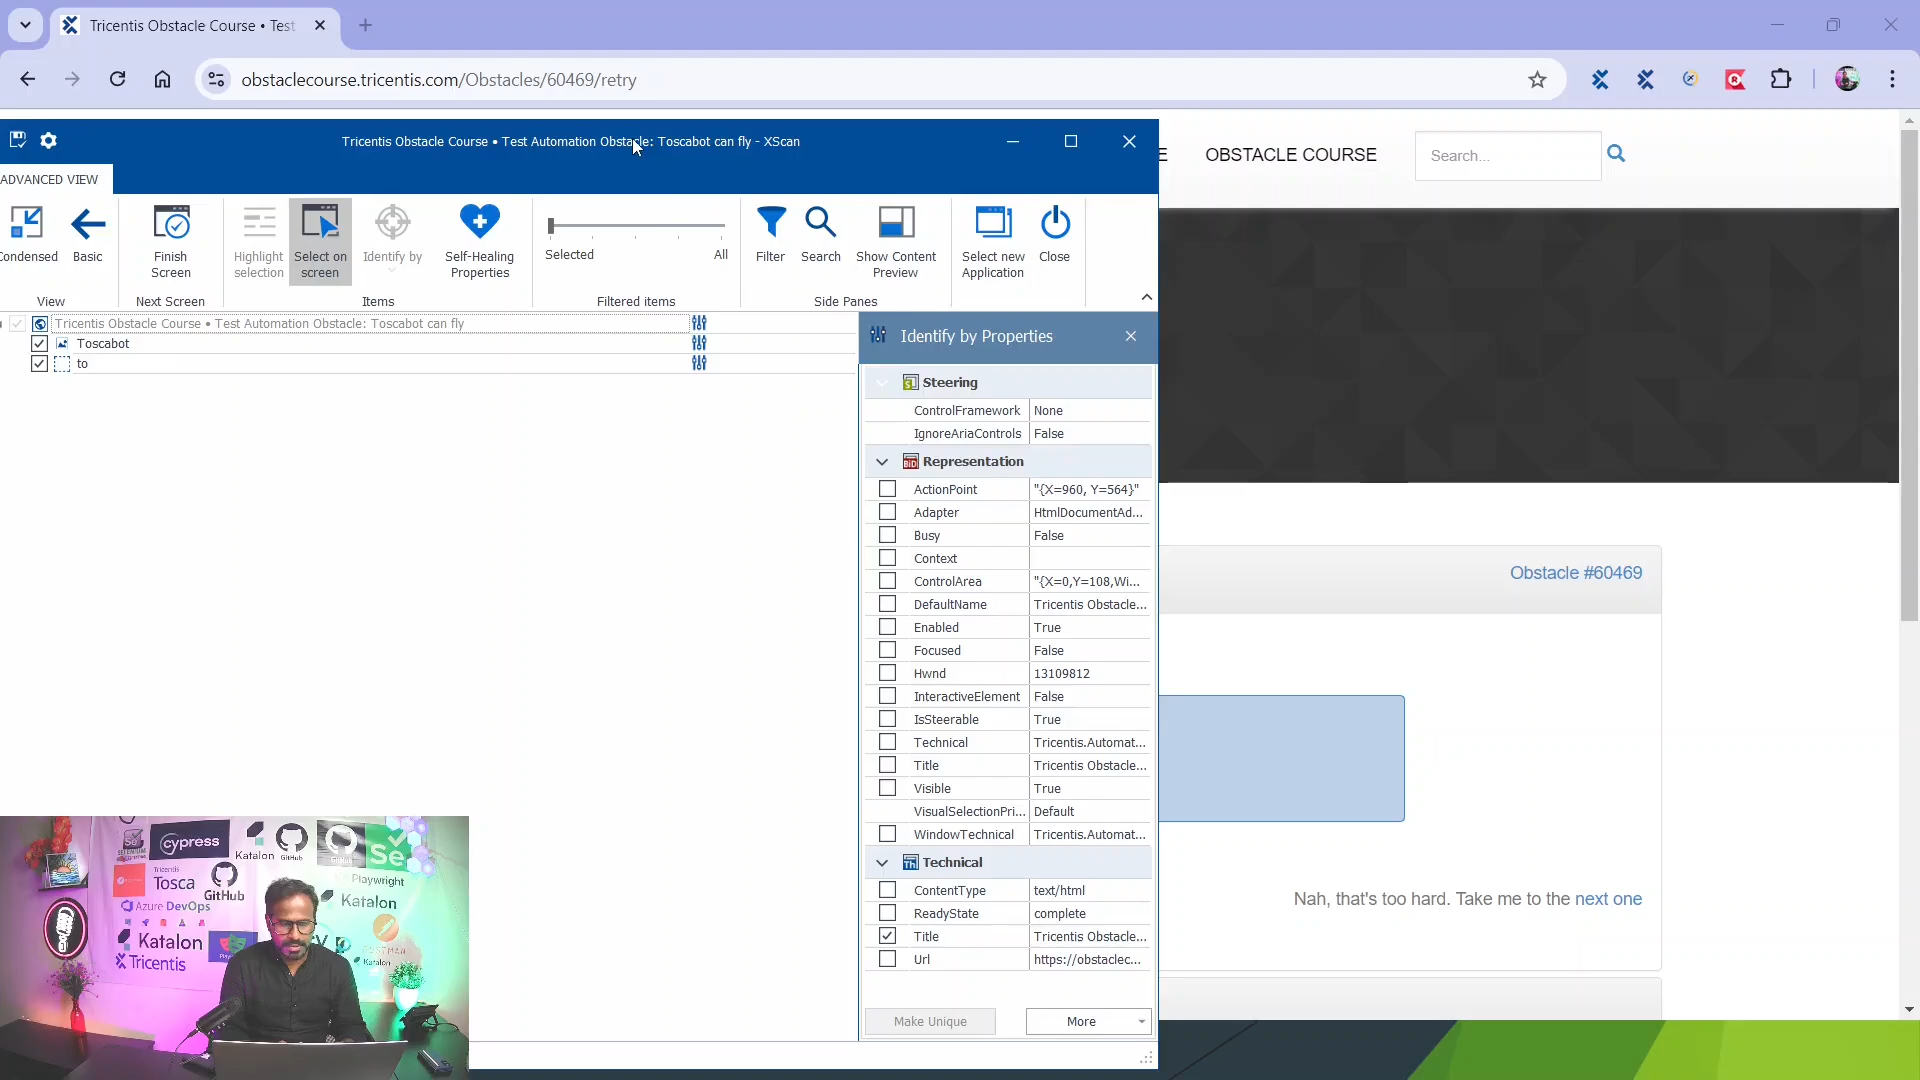 Tricentis Obstacle Course • Test
obstaclecourse.tricentis.com/Obstacles/60469/retry
Tricentis Obstacle Course • Test Automation Obstacle: Toscabot can fly - XScan
E
OBSTACLE COURSE
Search...
ADVANCED VIEW
ondensed
Basic
Finish
Screen
Highlight
selection
Select on
screen
Identify by
Self-Healing
Properties
Selected
All
Filter
Search
Show Content
Preview
Select new
Application
Close
View
Next Screen
Items
Filtered items
Side Panes
Tricentis Obstacle Course • Test Automation Obstacle: Toscabot can fly
Toscabot
to
Identify by Properties
Steering
ControlFramework None
IgnoreAriaControls False
Representation
ActionPoint "{X=960, Y=564}"
Adapter HtmlDocumentAd...
Busy False
Context
ControlArea "{X=0,Y=108,Wi...
DefaultName Tricentis Obstacle...
Enabled True
Focused False
Hwnd 13109812
InteractiveElement False
IsSteerable True
Technical Tricentis.Automat...
Title Tricentis Obstacle...
Visible True
VisualSelectionPri... Default
WindowTechnical Tricentis.Automat...
Technical
ContentType text/html
ReadyState complete
Title Tricentis Obstacle...
Url https://obstaclec...
Make Unique
More
Obstacle #60469
Nah, that's too hard. Take me to the next one
cypress
Katalon
GitHub
Se
Tricentis
Tosca
GitHub
Playwright
Katalon
Azure DevOps
Katalon
Tricentis
Katalon